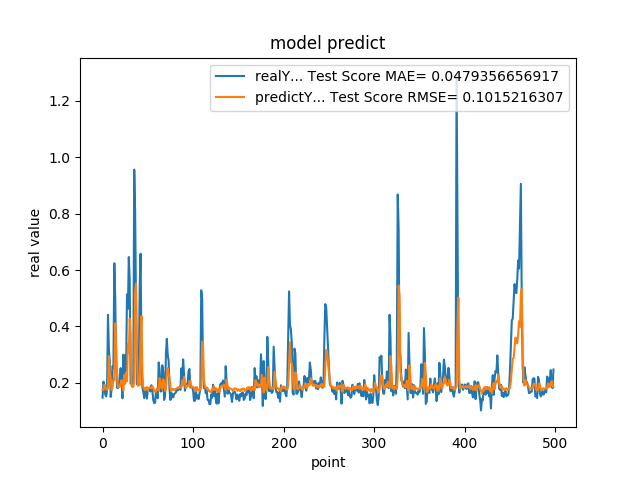 model predict
realY... Test Score MAE= 0.0479356656917
predictY... Test Score RMSE= 0.1015216307
1.2
1.0
0.8
0.6
0.4
0.2
real value
0 100 200 300 400 500
point